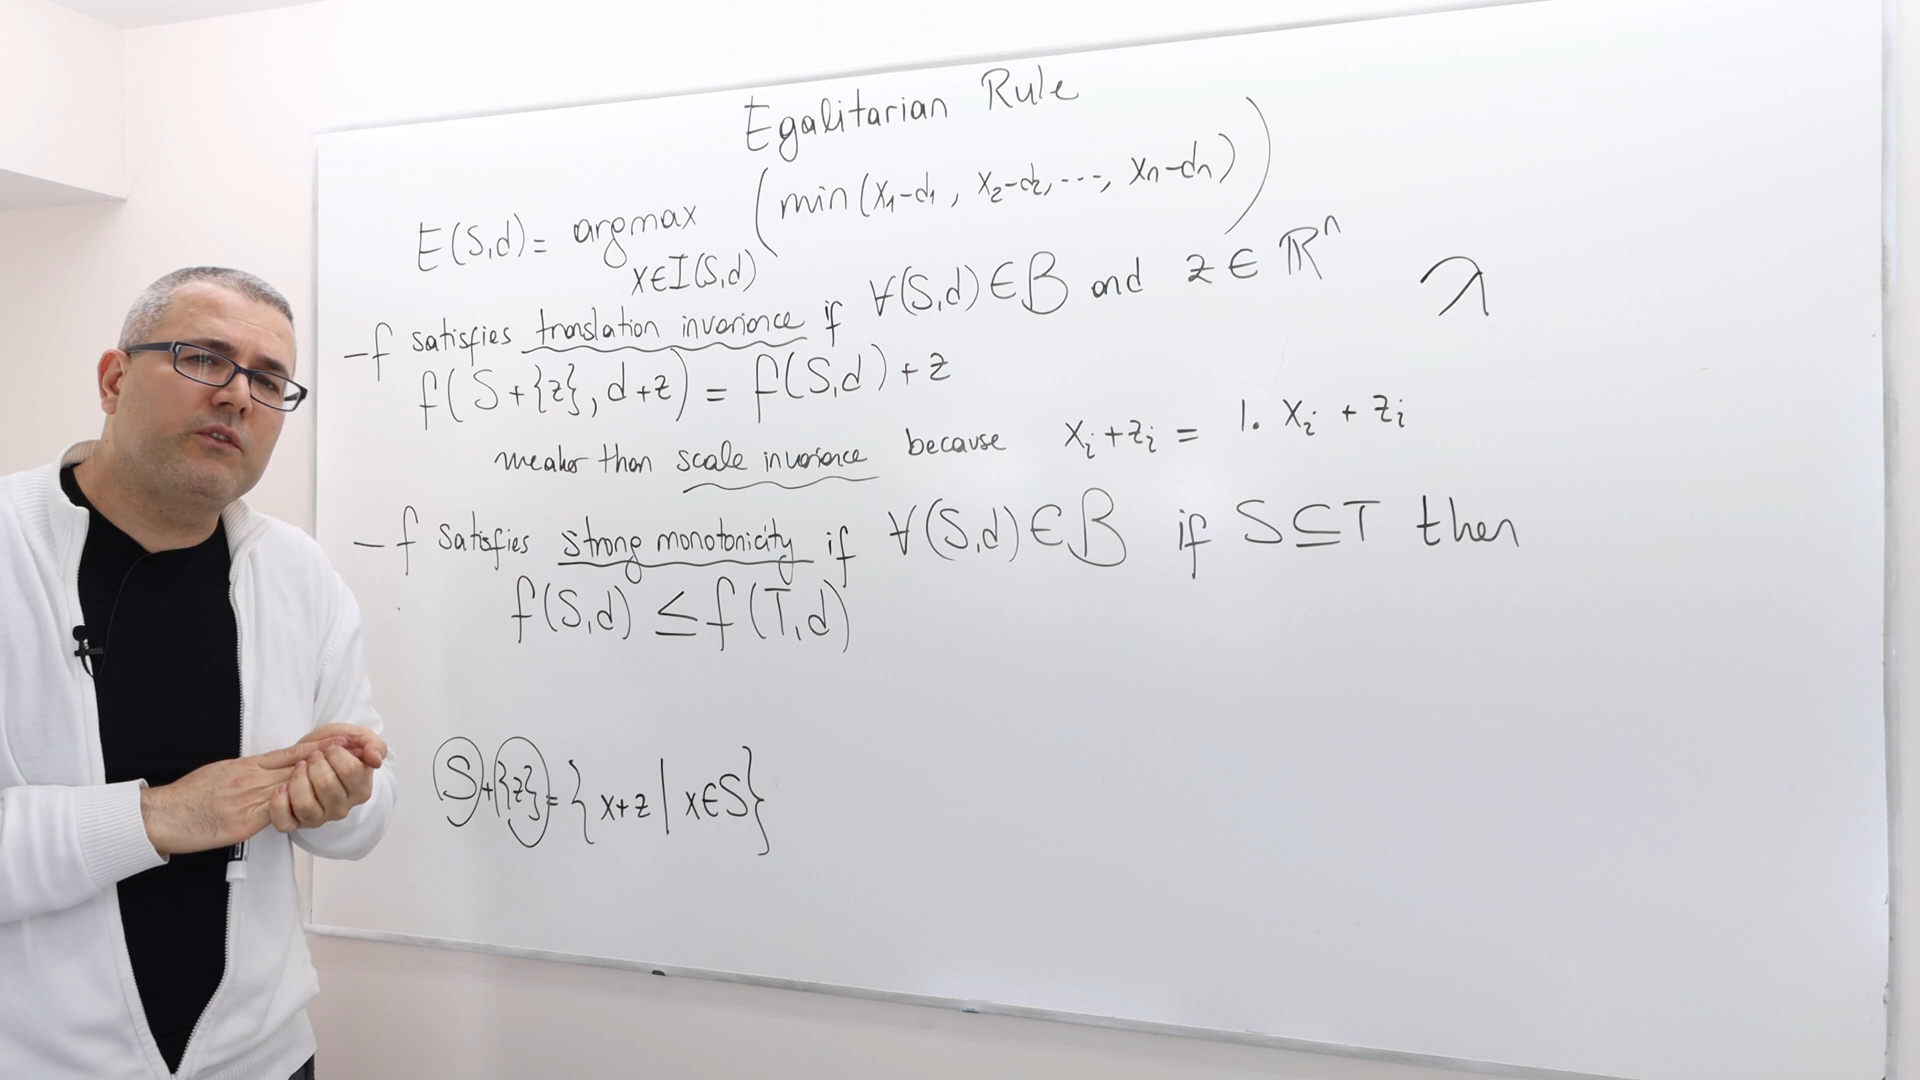 Egalitarian Rule
E(S,d) = argmax (min(x₁-d₁, x₂-d₂, ..., xₙ-dₙ))
x∈I(S,d)
-f satisfies translation invariance if ∀(S,d)∈B and z∈ℝⁿ
λ
f(S+{z}, d+z) = f(S,d)+z
weaker than scale invariance because xᵢ+zᵢ = 1. xᵢ + zᵢ
-f satisfies strong monotonicity if ∀(S,d)∈B if S⊆T then
f(S,d) ≤ f(T,d)
S+{z}={x+z | x∈S}